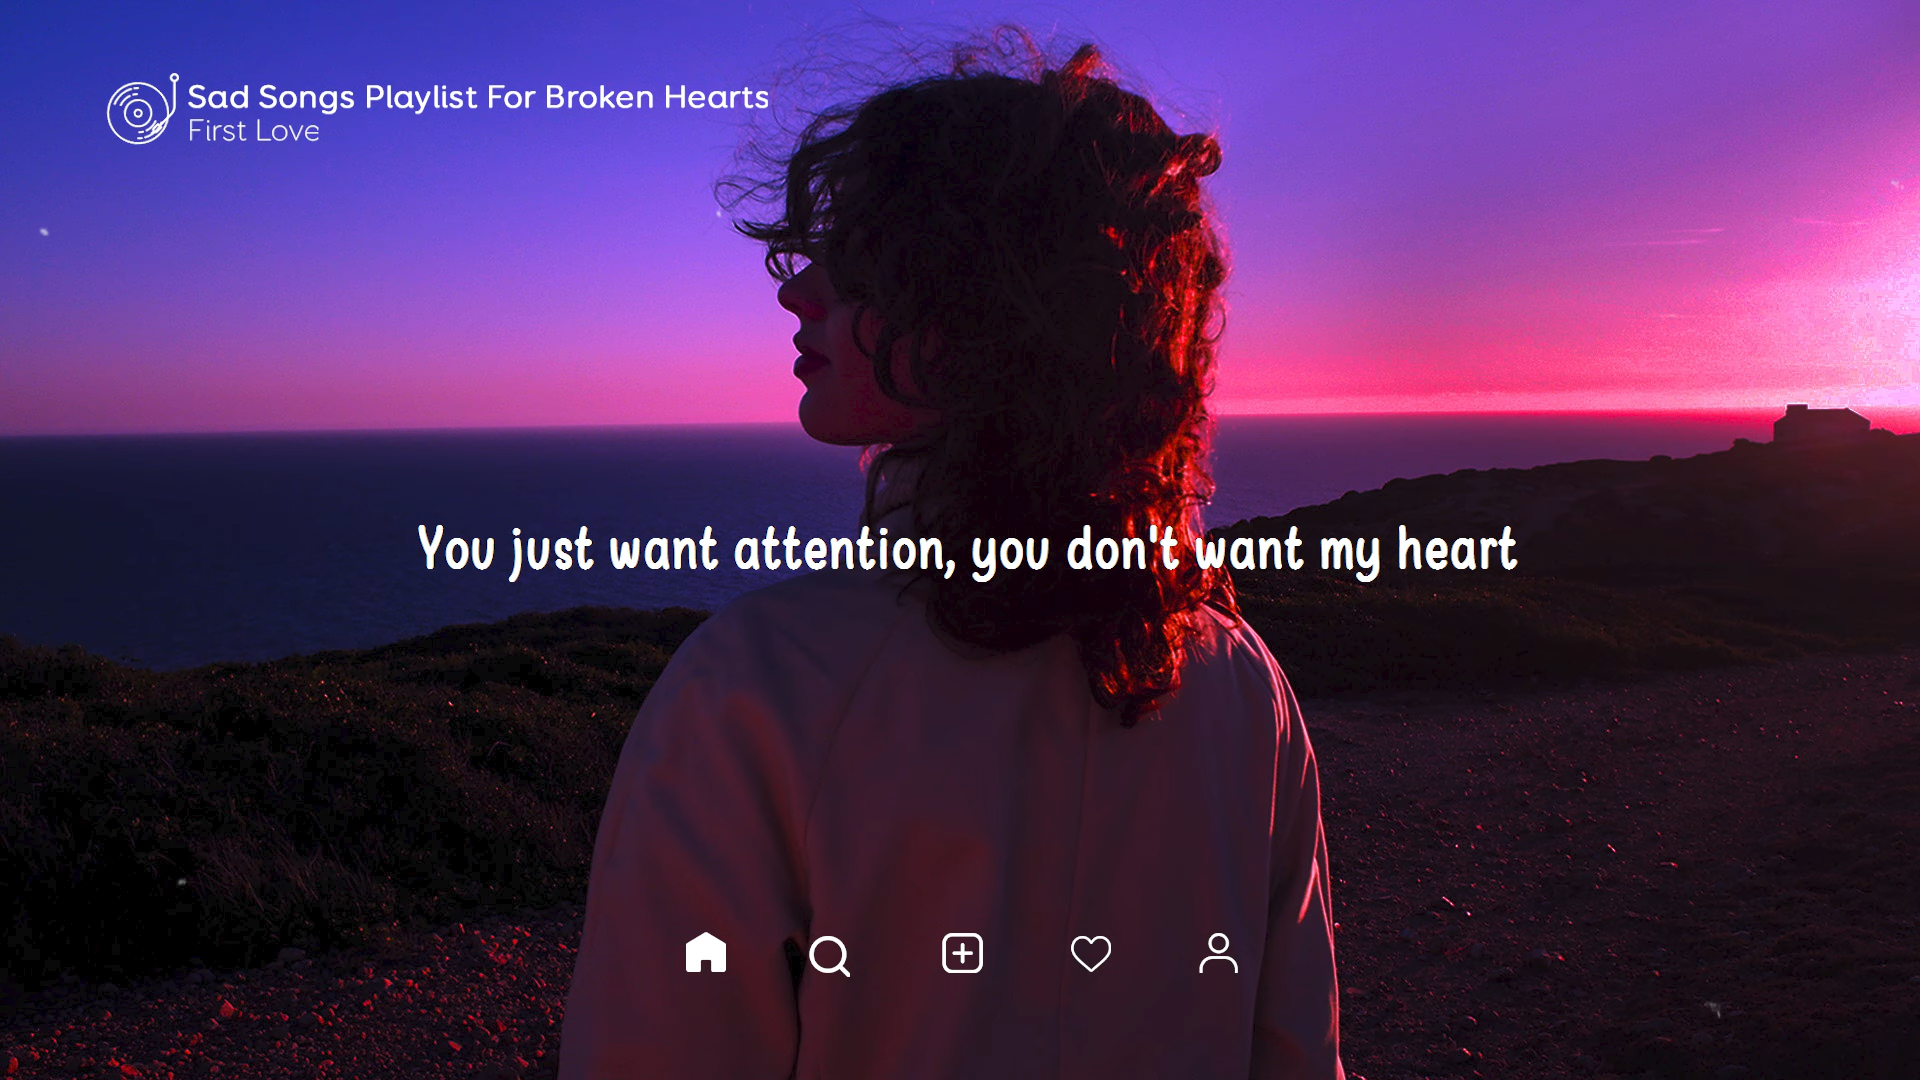 Sad Songs Playlist For Broken Hearts
First Love
You just want attention, you don't want my heart